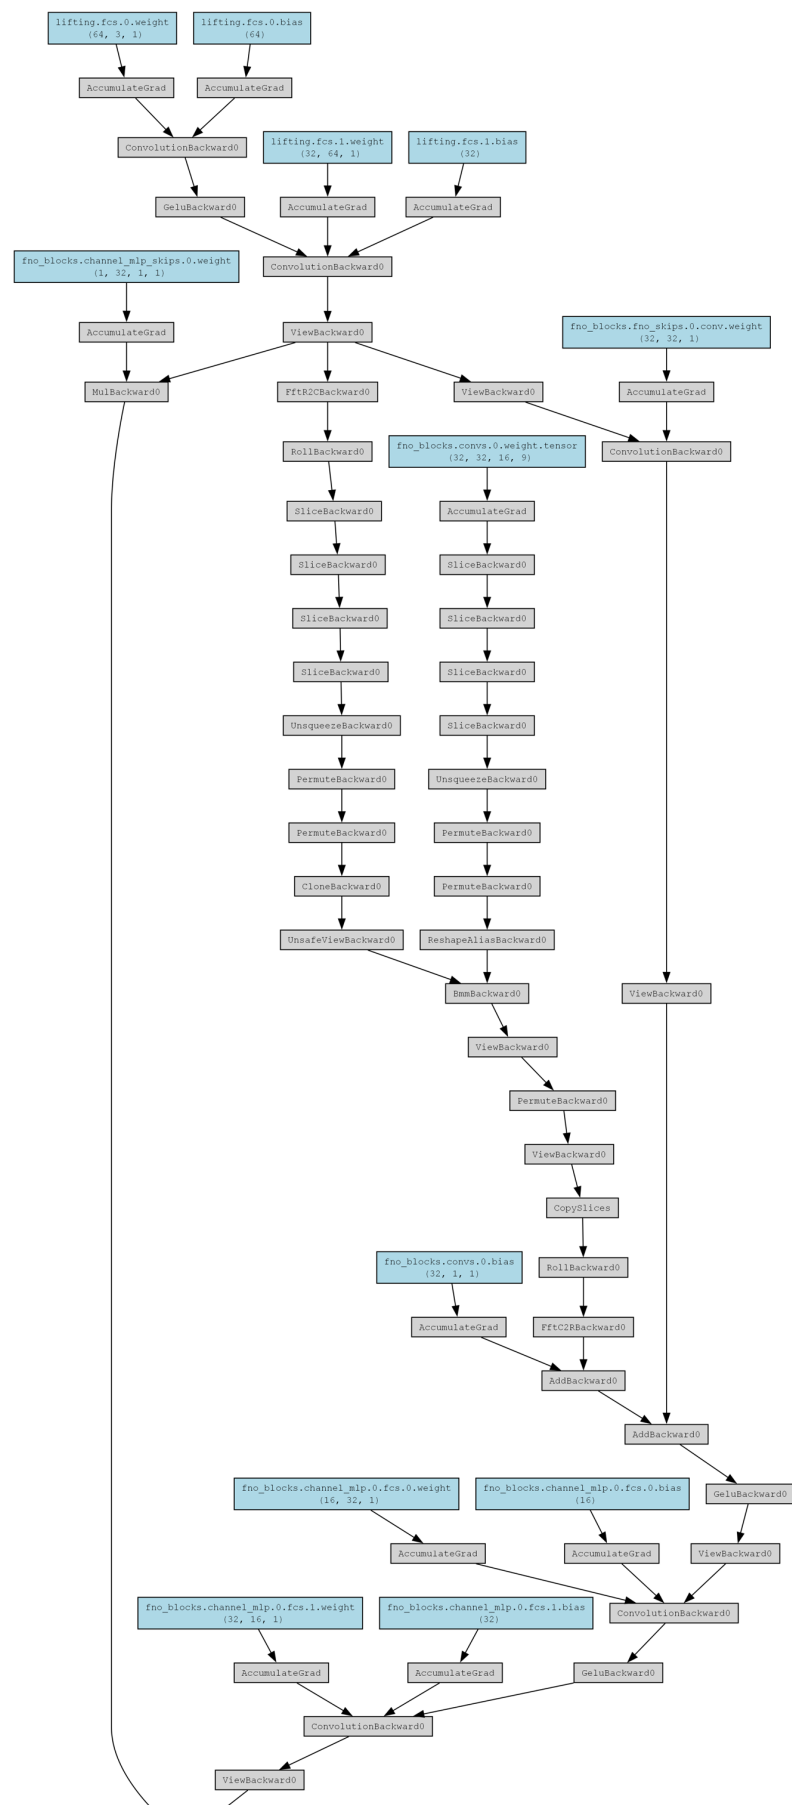 lifting.fcs.0.weight
(64, 3, 1)
lifting.fcs.0.bias
(64)
AccumulateGrad
AccumulateGrad
ConvolutionBackward0
lifting.fcs.1.weight
(32, 64, 1)
lifting.fcs.1.bias
(32)
GeluBackward0
AccumulateGrad
AccumulateGrad
fno_blocks.channel_mlp_skips.0.weight
(1, 32, 1, 1)
ConvolutionBackward0
AccumulateGrad
ViewBackward0
fno_blocks.fno_skips.0.conv.weight
(32, 32, 1)
MulBackward0
FftR2CBackward0
ViewBackward0
AccumulateGrad
RollBackward0
fno_blocks.convs.0.weight.tensor
(32, 32, 16, 9)
ConvolutionBackward0
SliceBackward0
AccumulateGrad
SliceBackward0
SliceBackward0
SliceBackward0
SliceBackward0
SliceBackward0
SliceBackward0
UnsqueezeBackward0
SliceBackward0
PermuteBackward0
UnsqueezeBackward0
PermuteBackward0
PermuteBackward0
CloneBackward0
PermuteBackward0
UnsafeViewBackward0
ReshapeAliasBackward0
BmmBackward0
ViewBackward0
ViewBackward0
PermuteBackward0
ViewBackward0
CopySlices
fno_blocks.convs.0.bias
(32, 1, 1)
RollBackward0
AccumulateGrad
FftC2RBackward0
AddBackward0
AddBackward0
fno_blocks.channel_mlp.0.fcs.0.weight
(16, 32, 1)
fno_blocks.channel_mlp.0.fcs.0.bias
(16)
GeluBackward0
AccumulateGrad
AccumulateGrad
ViewBackward0
fno_blocks.channel_mlp.0.fcs.1.weight
(32, 16, 1)
fno_blocks.channel_mlp.0.fcs.1.bias
(32)
ConvolutionBackward0
AccumulateGrad
AccumulateGrad
GeluBackward0
ConvolutionBackward0
ViewBackward0